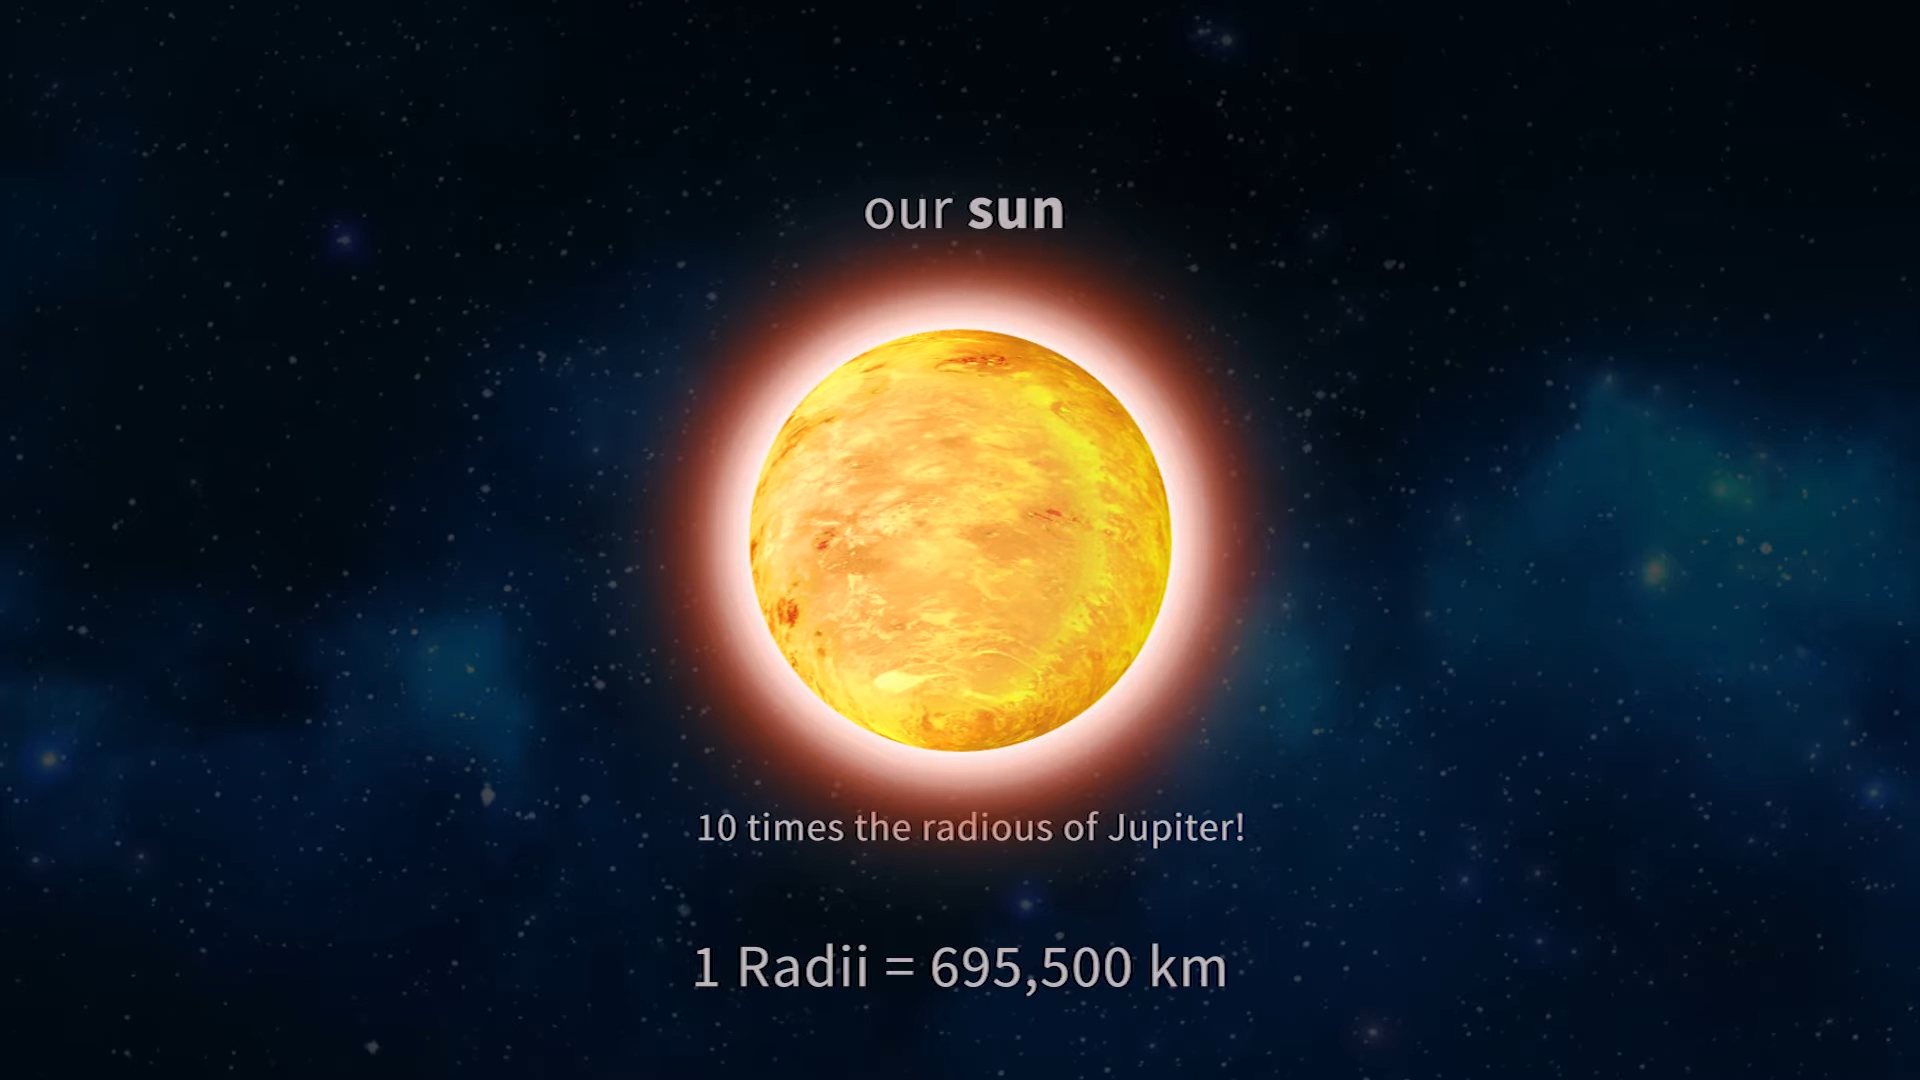 our sun
10 times the radious of Jupiter!
1 Radii = 695,500 km